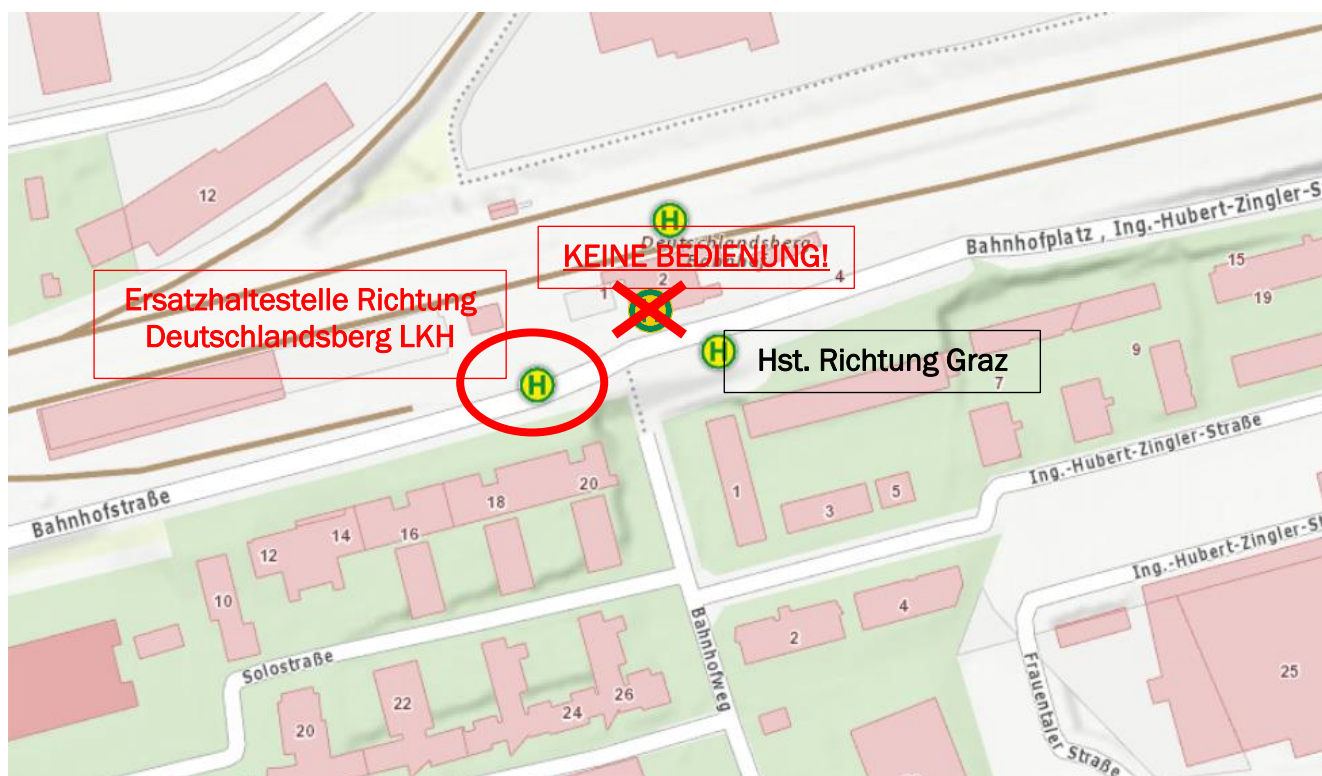 12
H
Deutschlandsberg
KEINE BEDIENUNG!
Bahnhofplatz , Ing.-Hubert-Zingler-S
Ersatzhaltestelle Richtung
Deutschlandsberg LKH
1
2
4
15
19
H
H
Hst. Richtung Graz
7
9
Bahnhofstraße
Ing.-Hubert-Zingler-Straße
12
14
16
18
20
1
3
5
10
Ing.-Hubert-Zingler-St
Solostraße
Bahnhofweg
2
4
20
22
24
26
Frauentaler Straße
25